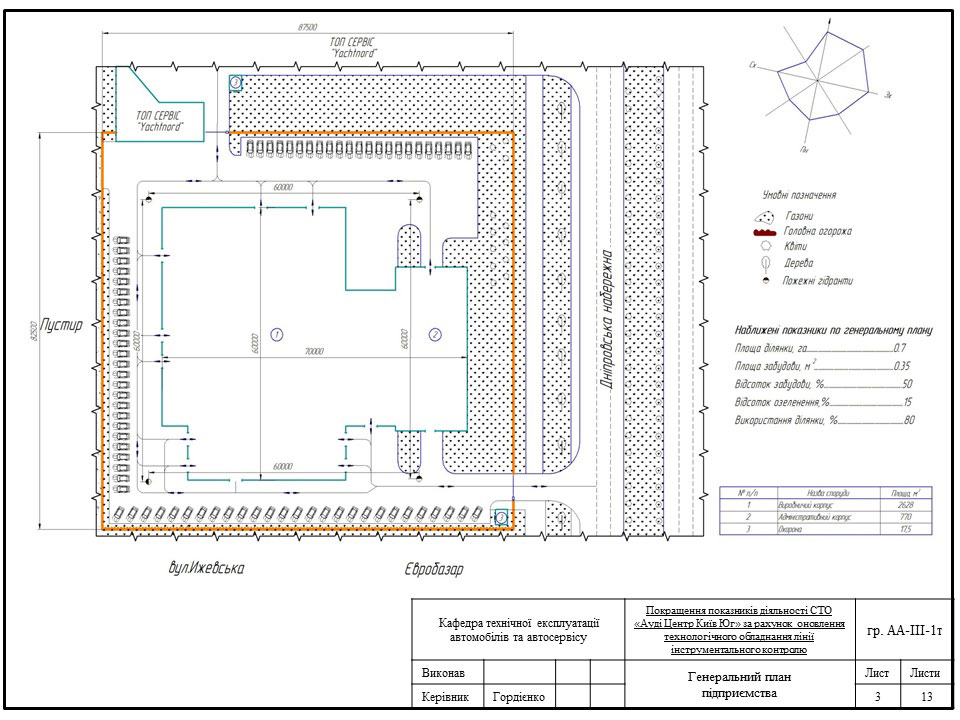 87500
ТОП СЕРВІС
"Yachtnord"
ТОП СЕРВІС
"Yachtnord"
3
60000
Пустир
82500
60000
1
60000
70000
60000
2
Дніпровська набережна
60000
3
вул.Ижевська
Євробазар
Ск
Зх
Пн
Умовні позначення
Газони
Головна огорожа
Квіти
Дерева
Пожежні гідранти
Наближені показники по генеральному плану
Площа ділянки, га 0.7
Площа забудови, м² 0.35
Відсоток забудови, % 50
Відсоток озеленення,% 15
Використання ділянки, % 80
№ п/п Назва споруди Площа, м²
1 Виробничий корпус 2628
2 Адміністративний корпус 770
3 Охорона 17,5
Кафедра технічної експлуатації
автомобілів та автосервісу
Покращення показників діяльності СТО
«Ауді Центр Київ Юг» за рахунок оновлення
технологічного обладнання лінії
інструментального контролю
гр. АА-ІІІ-1т
Виконав
Генеральний план
підприємства
Лист Листи
Керівник Гордієнко
3 13